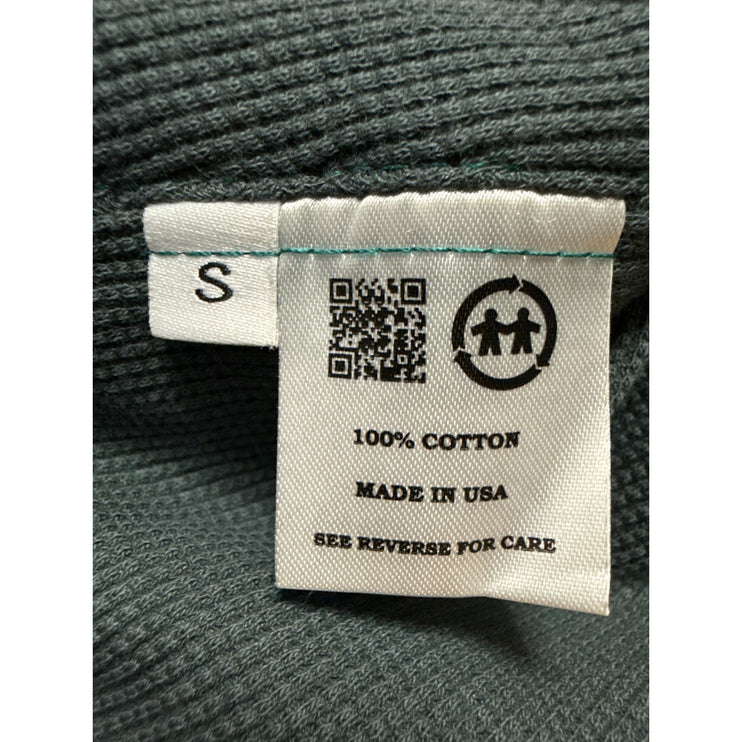 S
100% COTTON
MADE IN USA
SEE REVERSE FOR CARE